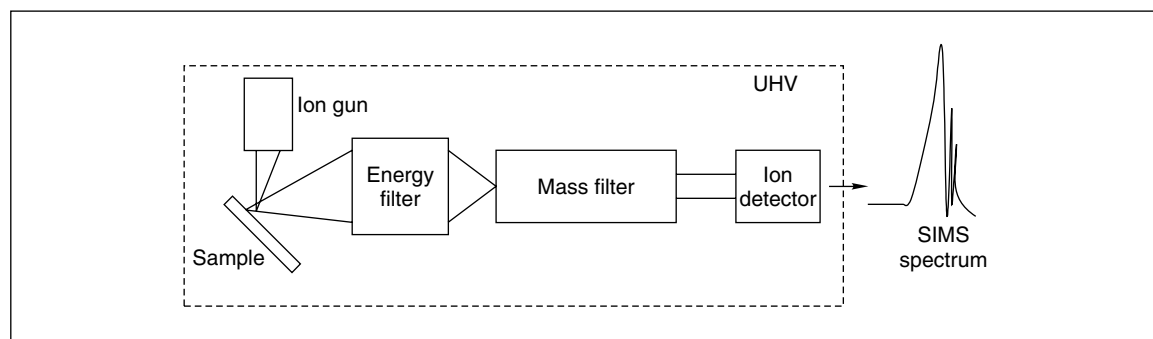 UHV
Ion gun
Energy
filter
Mass filter
Ion
detector
Sample
SIMS
spectrum